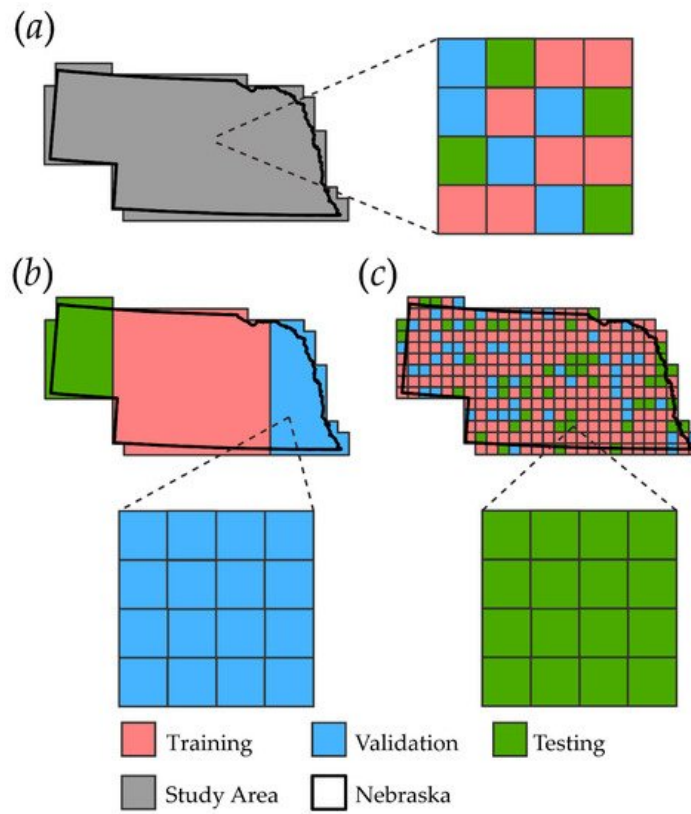 (a)
(b)
(c)
Training
Validation
Testing
Study Area
Nebraska